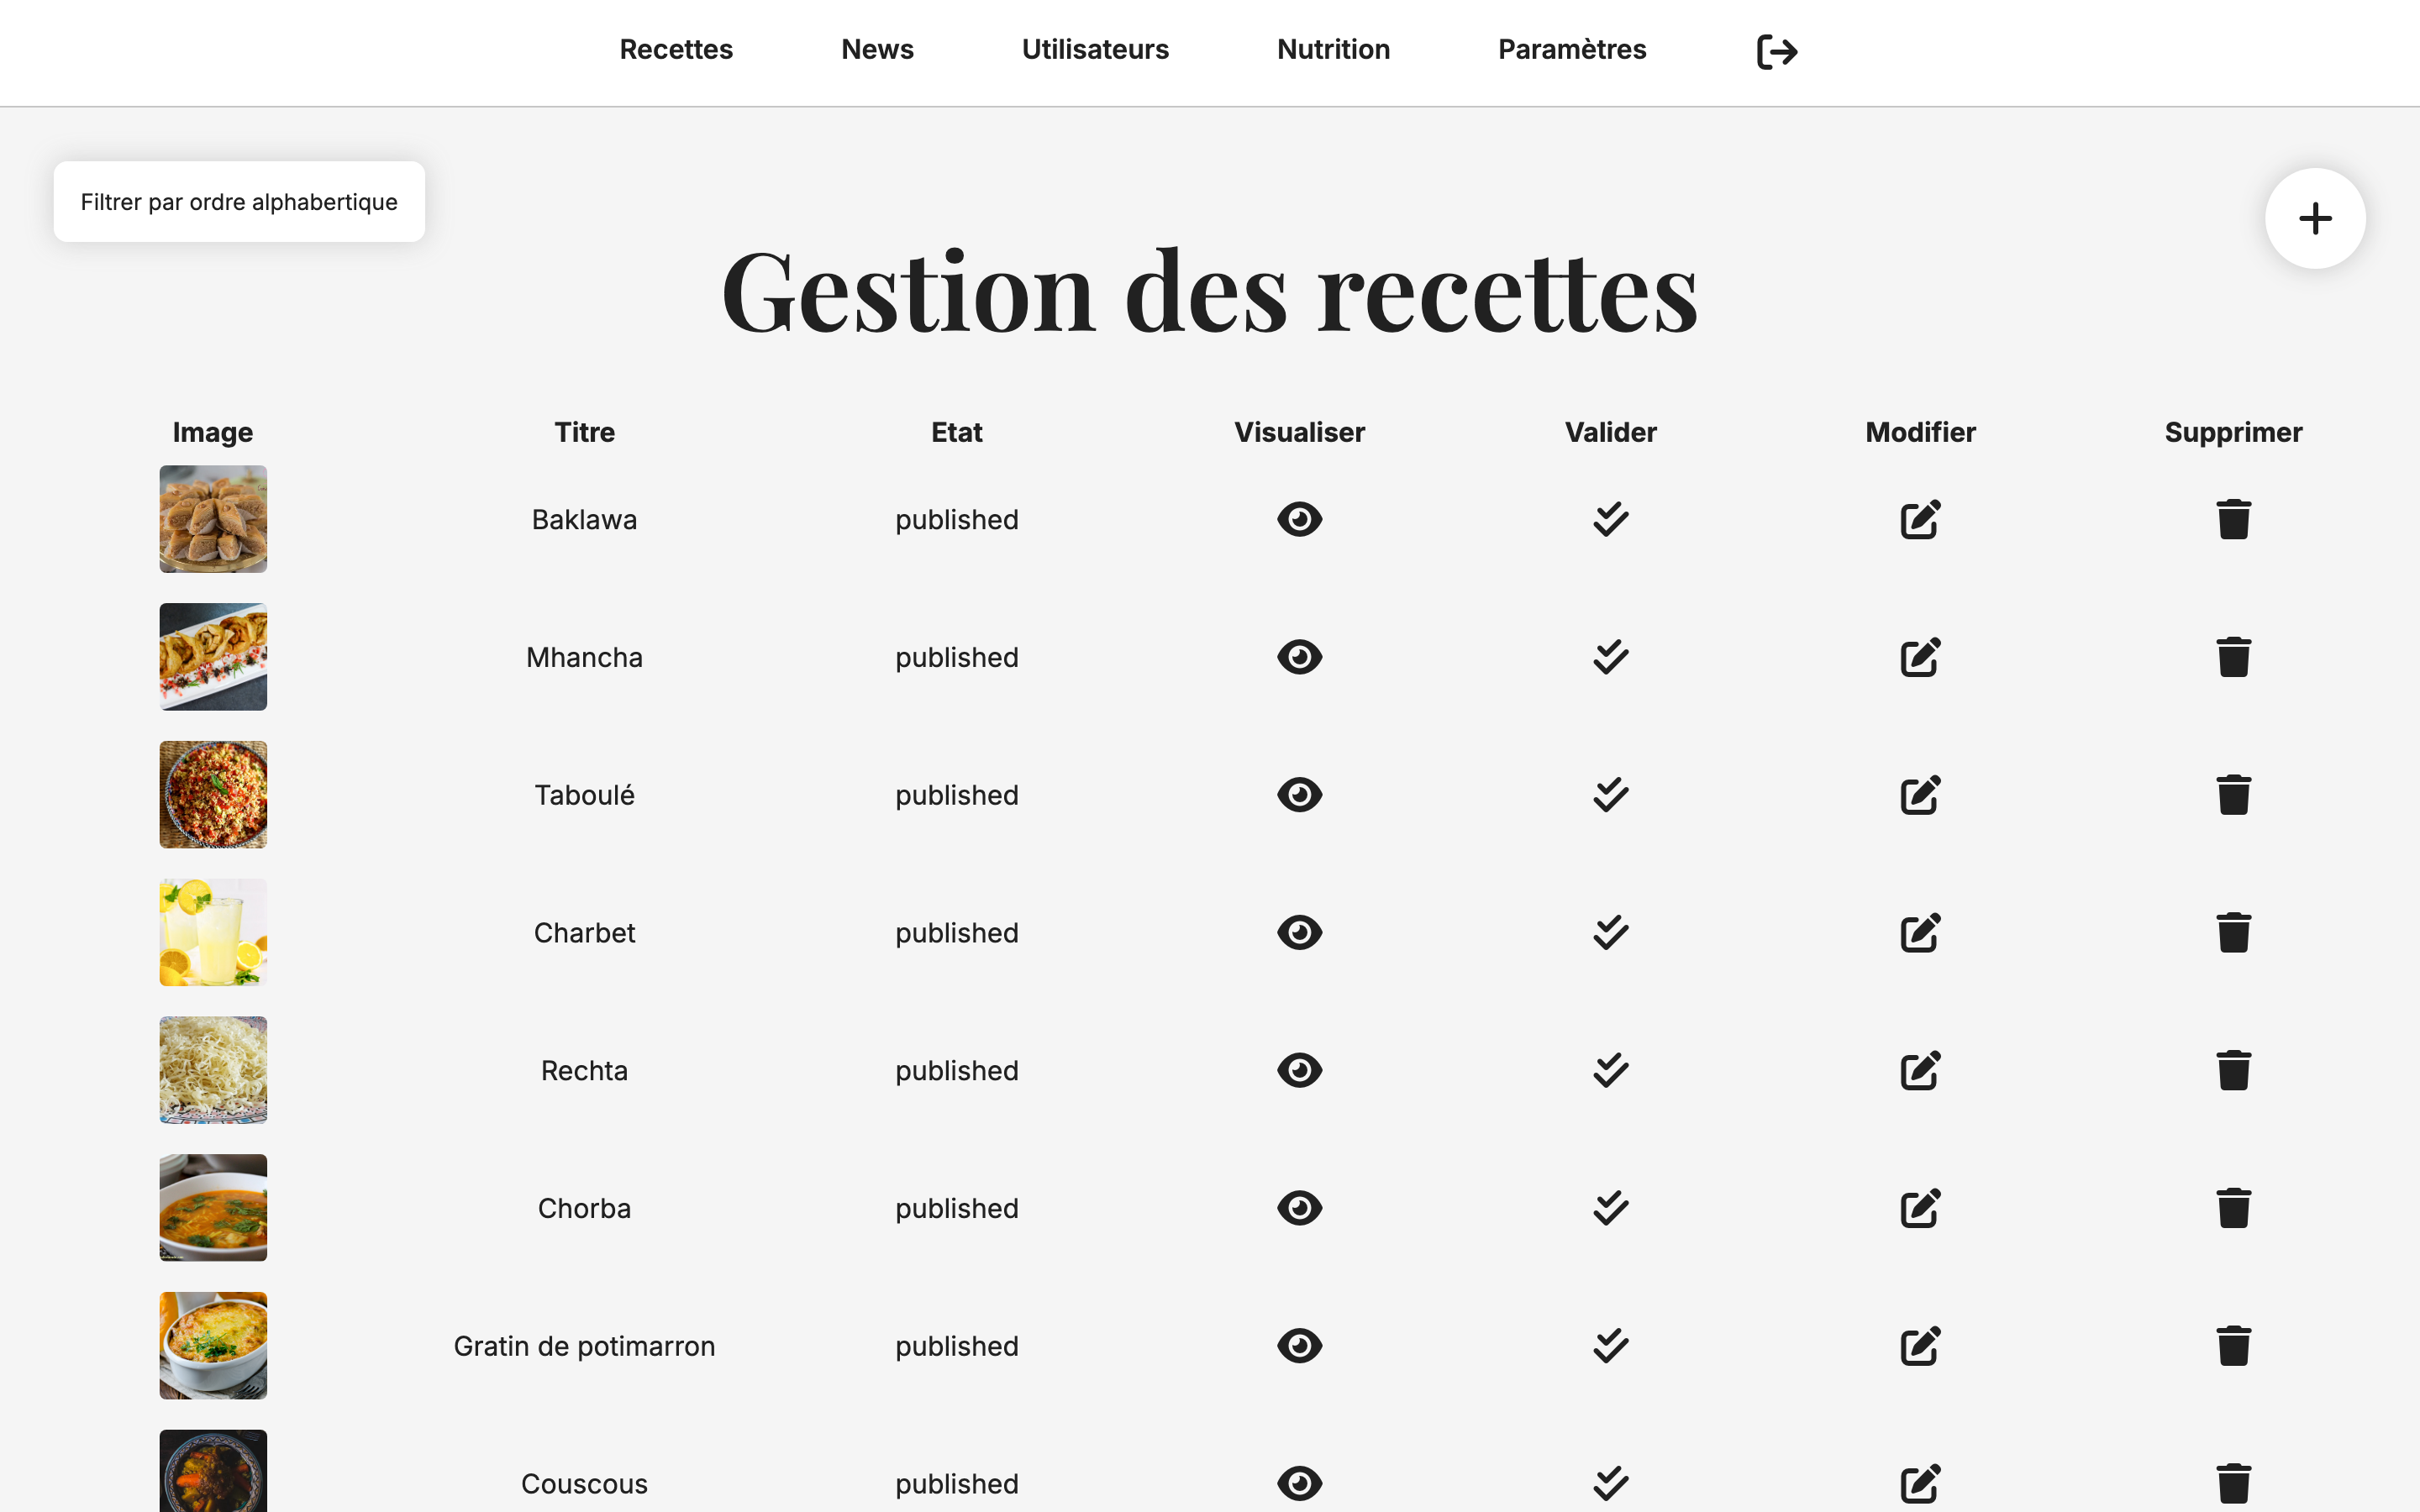 Recettes News Utilisateurs Nutrition Paramètres
Filtrer par ordre alphabertique
Gestion des recettes
Image Titre Etat Visualiser Valider Modifier Supprimer
Baklawa published
Mhancha published
Taboulé published
Charbet published
Rechta published
Chorba published
Gratin de potimarron published
Couscous published